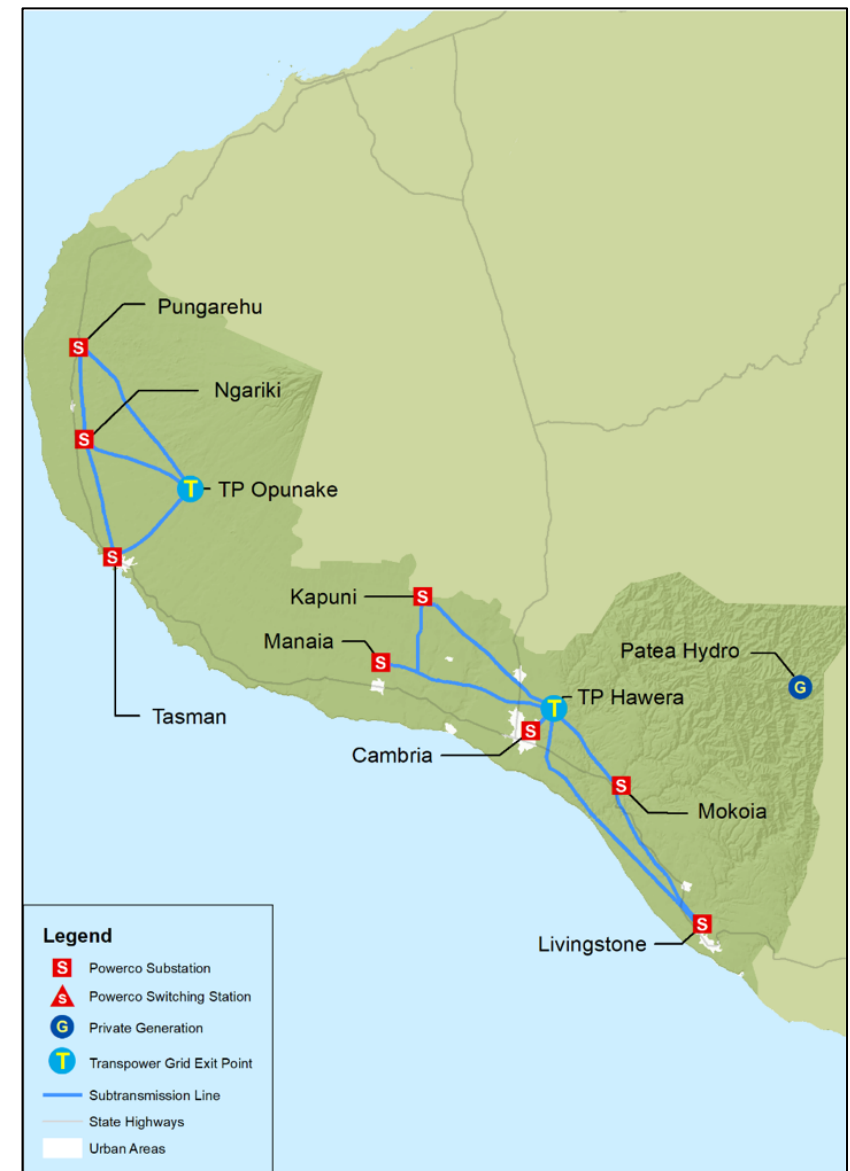 Pungarehu
S
Ngariki
S
T
TP Opunake
S
Kapuni
S
Manaia
S
Patea Hydro
G
TP Hawera
T
Tasman
S
Cambria
S
Mokoia
S
Livingstone
Legend
S Powerco Substation
S Powerco Switching Station
G Private Generation
T Transpower Grid Exit Point
Subtransmission Line
State Highways
Urban Areas